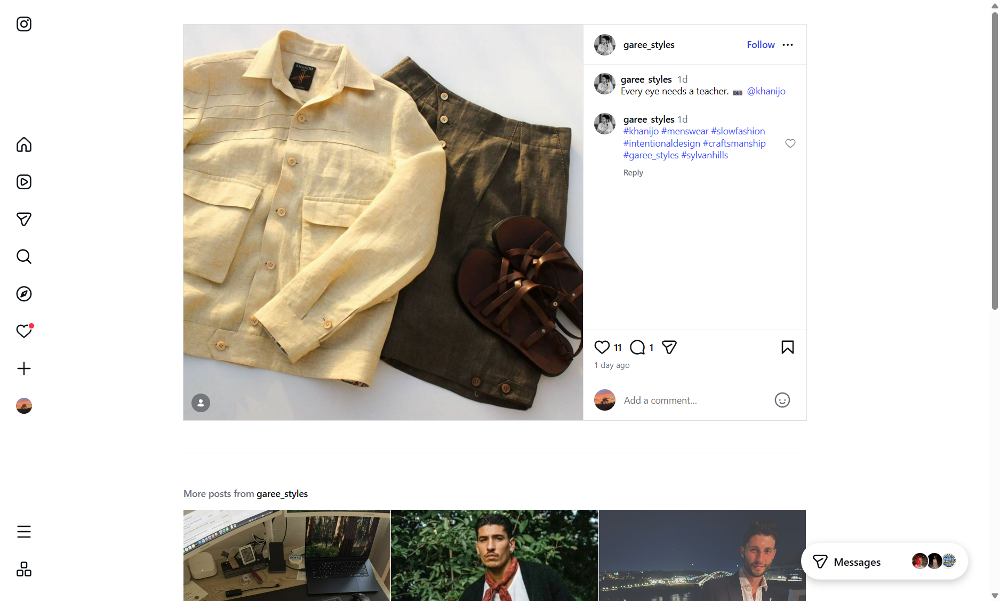 KHANIJO
garee_styles
Follow
garee_styles 1d
Every eye needs a teacher. 📷 @khanijo
garee_styles 1d
#khanijo #menswear #slowfashion
#intentionaldesign #craftsmanship
#garee_styles #sylvanhills
Reply
11
1
1 day ago
Add a comment...
More posts from garee_styles
Messages